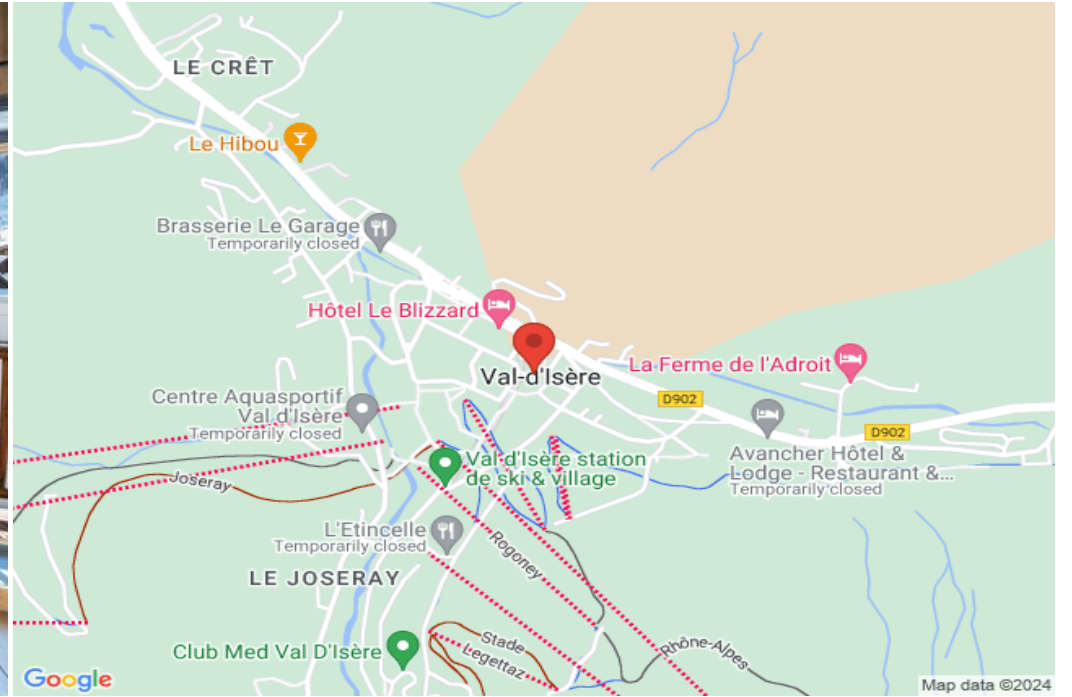 LE CRÊT
Le Hibou
Brasserie Le Garage
Temporarily closed
Hôtel Le Blizzard
Val-d'Isère
La Ferme de l'Adroit
D902
Centre Aquasportif
Val d'Isère
Temporarily closed
D902
Avancher Hôtel &
Lodge - Restaurant &...
Temporarily closed
Val d'Isère station
de ski & village
Joseray
L'Etincelle
Temporarily closed
Rogoney
LE JOSERAY
Stade
Legettaz
Rhône-Alpes
Club Med Val D'Isère
Google
Map data ©2024